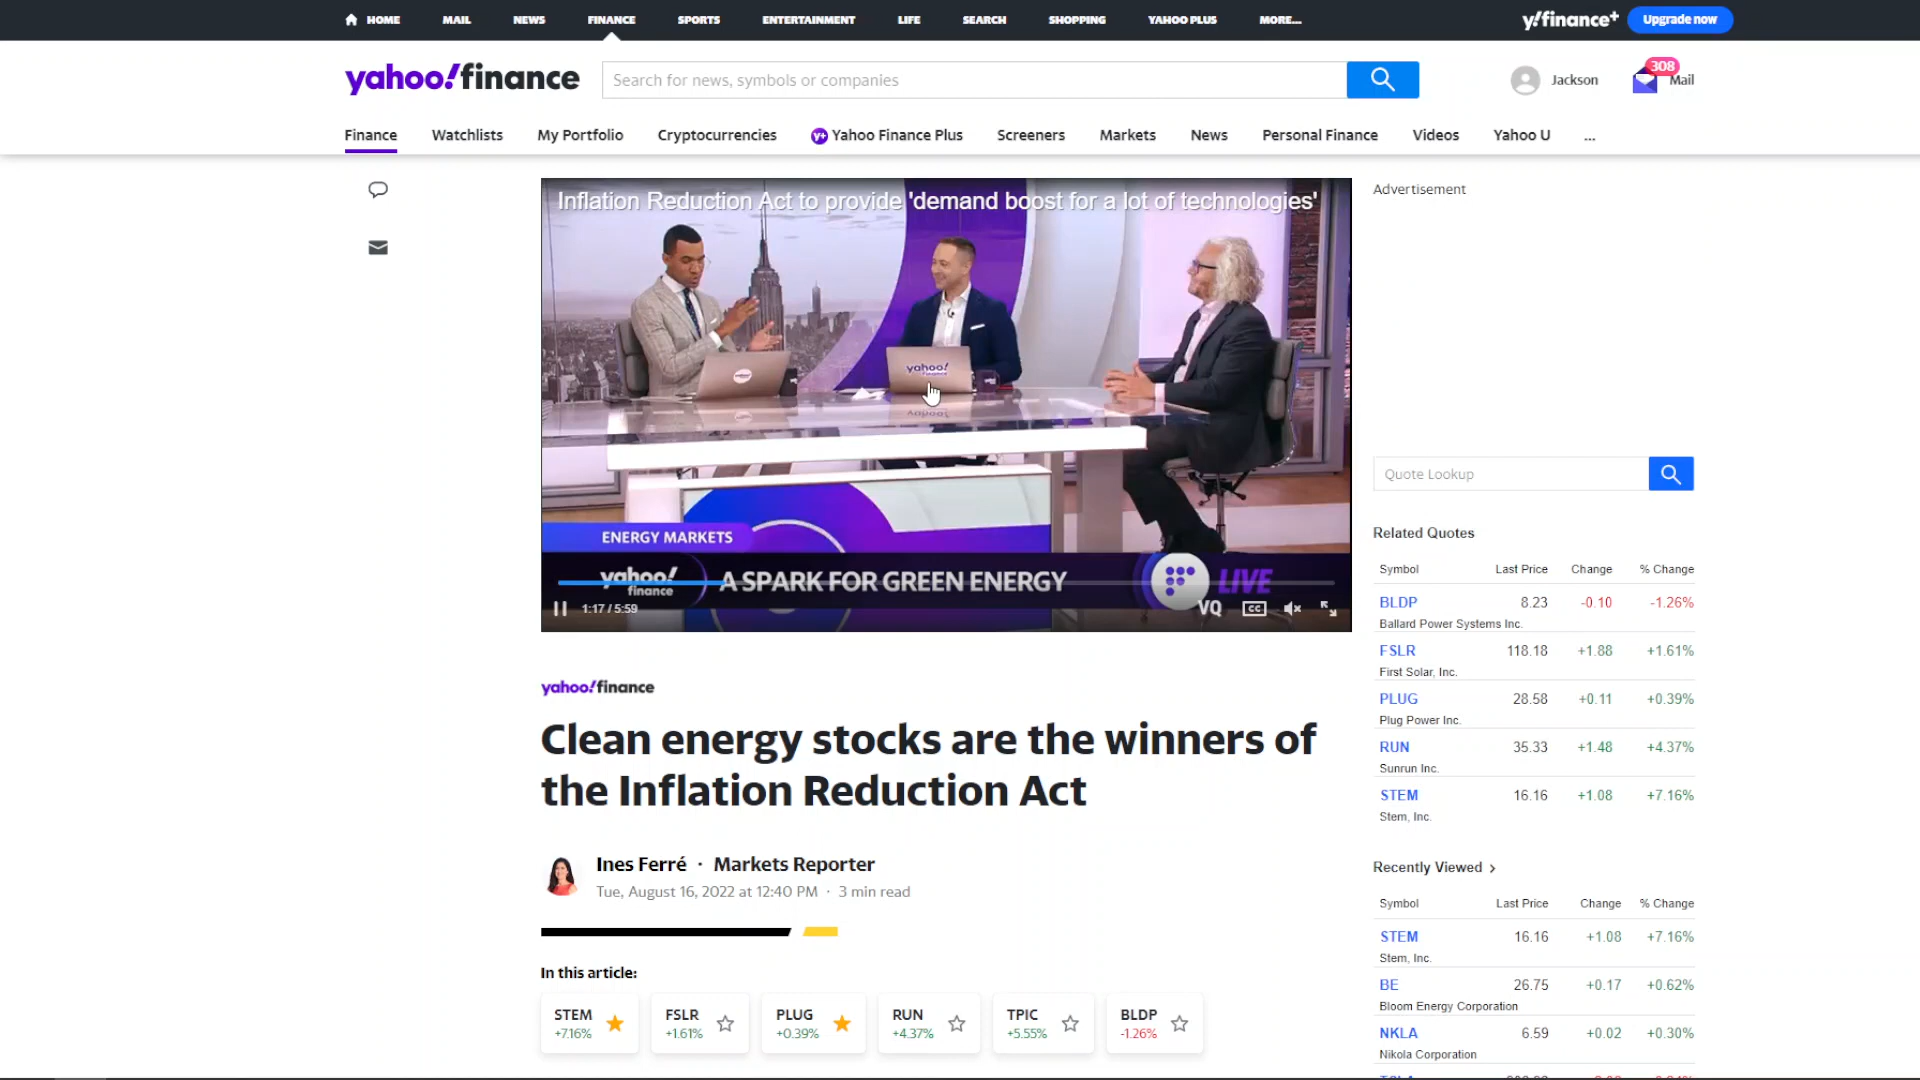 HOME MAIL NEWS FINANCE SPORTS ENTERTAINMENT LIFE SEARCH SHOPPING YAHOO PLUS MORE... y!finance+ Upgrade now
yahoo!finance Search for news, symbols or companies Jackson 308 Mail
Finance Watchlists My Portfolio Cryptocurrencies y+ Yahoo Finance Plus Screeners Markets News Personal Finance Videos Yahoo U ...
Inflation Reduction Act to provide 'demand boost for a lot of technologies'
yahoo!
finance
ENERGY MARKETS
yahoo!
finance
A SPARK FOR GREEN ENERGY
LIVE
1:17 / 5:59 VQ CC
yahoo!finance
Clean energy stocks are the winners of
the Inflation Reduction Act
Ines Ferré · Markets Reporter
Tue, August 16, 2022 at 12:40 PM · 3 min read
In this article:
STEM FSLR PLUG RUN TPIC BLDP
+7.16% +1.61% +0.39% +4.37% +5.55% -1.26%
Advertisement
Quote Lookup
Related Quotes
Symbol Last Price Change % Change
BLDP 8.23 -0.10 -1.26%
Ballard Power Systems Inc.
FSLR 118.18 +1.88 +1.61%
First Solar, Inc.
PLUG 28.58 +0.11 +0.39%
Plug Power Inc.
RUN 35.33 +1.48 +4.37%
Sunrun Inc.
STEM 16.16 +1.08 +7.16%
Stem, Inc.
Recently Viewed >
Symbol Last Price Change % Change
STEM 16.16 +1.08 +7.16%
Stem, Inc.
BE 26.75 +0.17 +0.62%
Bloom Energy Corporation
NKLA 6.59 +0.02 +0.30%
Nikola Corporation